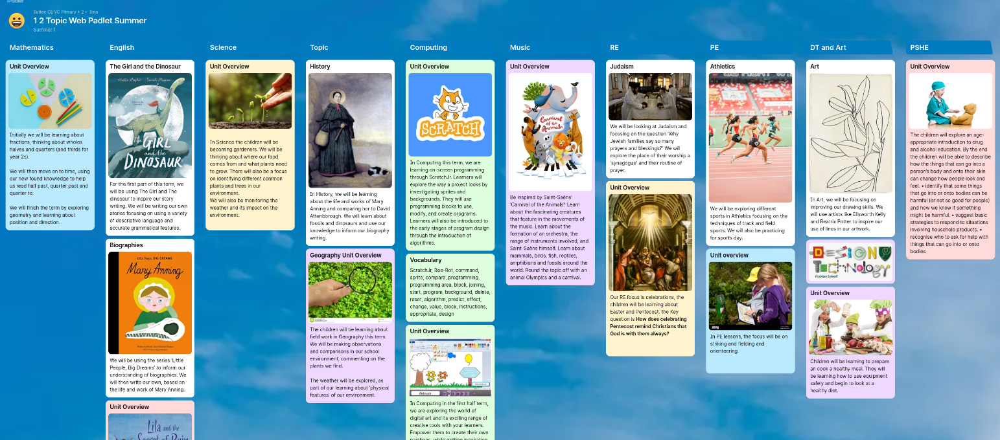 Padlet
Sutton CE VC Primary • 2 • 3mo
1 2 Topic Web Padlet Summer
Summer 1
Mathematics
Unit Overview
Initially we will be learning about
fractions, thinking about wholes
halves and quarters (and thirds for
year 2s).
We will then move on to time, using
our new found knowledge to help
us read half past, quarter past and
quarter to.
We will finish the term by exploring
geometry and learning about
position and direction.
English
The Girl and the Dinosaur
Hollie Hughes Sarah Massini
The GIRL
and the
DINOSAUR
For the first part of this term, we
will be using The Girl and The
dinosaur to inspire our story
writing. We will be writing our own
stories focusing on using a variety
of descriptive language and
accurate grammatical features.
Biographies
Little People, BIG DREAMS
Mary Anning
We will be using the series 'Little
People, Big Dreams' to inform our
understanding of biographies. We
will then write our own, based on
the life and work of Mary Anning.
Unit Overview
Lila and the
Secret of Rain
Science
Unit Overview
In Science the children will be
becoming gardeners. We will be
thinking about where our food
comes from and what plants need
to grow. There will also be a focus
on identifying different common
plants and trees in our
environment.
We will also be monitoring the
weather and its impact on the
environment.
Topic
History
In History, we will be learning
about the life and works of Mary
Anning and comparing her to David
Attenborough. We will learn about
fossils and dinosaurs and use our
knowledge to inform our biography
writing.
Geography Unit Overview
The children will be learning about
field work in Geography this term.
We will be making observations
and comparisons in our school
environment, commenting on the
plants we find.
The weather will be explored, as
part of our learning about 'physical
features' of our environment.
Computing
Unit Overview
SCRATCH
In Computing this term, we are
learning on-screen programming
through ScratchJr. Learners will
explore the way a project looks by
investigating sprites and
backgrounds. They will use
programming blocks to use,
modify, and create programs.
Learners will also be introduced to
the early stages of program design
through the introduction of
algorithms.
Vocabulary
ScratchJr, Bee-Bot, command,
sprite, compare, programming,
programming area, block, joining,
start, program, background, delete,
reset, algorithm, predict, effect,
change, value, block, instructions,
appropriate, design
Unit Overview
Airbrush
In Computing in the first half term,
we are exploring the world of
digital art and its exciting range of
creative tools with your learners.
Empower them to create their own
paintings, while getting inspiration
Music
Unit Overview
Carnival
of the
Animals
Be inspired by Saint-Saëns'
'Carnival of the Animals'! Learn
about the fascinating creatures
that feature in the movements of
the music. Learn about the
formation of an orchestra, the
range of instruments involved, and
Saint-Saëns himself. Learn about
mammals, birds, fish, reptiles,
amphibians and fossils around the
world. Round the topic off with an
animal Olympics and a carnival.
RE
Judaism
We will be looking at Judaism and
focusing on the question 'Why
Jewish families say so many
prayers and blessings?' We will
explore the place of their worship a
'synagogue' and their routine of
prayer.
Unit Overview
Our RE focus is celebrations, the
children will be learning about
Easter and Pentecost. the Key
question is How does celebrating
Pentecost remind Christians that
God is with them always?
PE
Athletics
We will be exploring different
sports in Athletics focusing on the
techniques of track and field
sports. We will also be practicing
for sports day.
Unit overview
alamy
In PE lessons, the focus will be on
striking and fielding and
orienteering.
DT and Art
Art
In Art, we will be focusing on
improving our drawing skills. We
will use artists like Ellsworth Kelly
and Beatrix Potter to inspire our
use of lines in our artwork.
DESIGN
Technology
Problem Solved!
Unit Overview
Children will be learning to prepare
an cook a healthy meal. They will
be learning how to use equipment
safely and begin to look at a
healthy diet.
PSHE
Unit Overview
The children will explore an age-
appropriate introduction to drug
and alcohol education. By the end
the children will be able to describe
how the things that can go into a
person's body and onto their skin
can change how people look and
feel. • identify that some things
that go into or onto bodies can be
harmful (or not so good for people)
and how we know if something
might be harmful. • suggest basic
strategies to respond to situations
involving household products. •
recognise who to ask for help with
things that can go into or onto
bodies